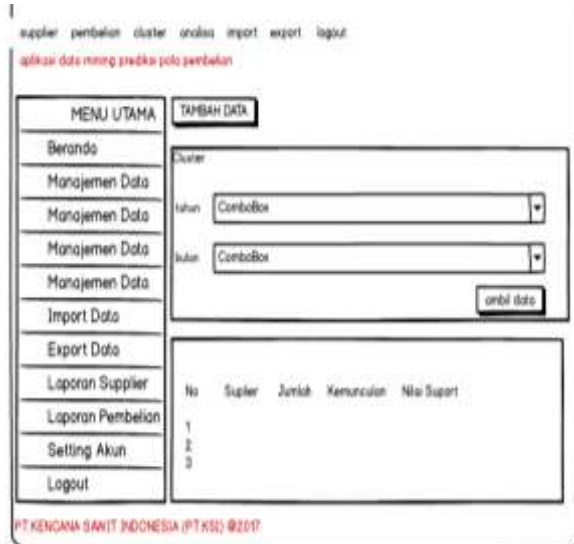 supplier pembelian cluster analisa import export logout
aplikasi data mining prediksi pola pembelian
MENU UTAMA
Beranda
Manajemen Data
Manajemen Data
Manajemen Data
Manajemen Data
Import Data
Export Data
Laporan Supplier
Laporan Pembelian
Setting Akun
Logout
TAMBAH DATA
Cluster
tahun ComboBox
bulan ComboBox
ambil data
No Suplier Jumlah Kemunculan Nilai Suport
1
2
3
PT KENCANA SAWIT INDONESIA (PT.KSI) @2017